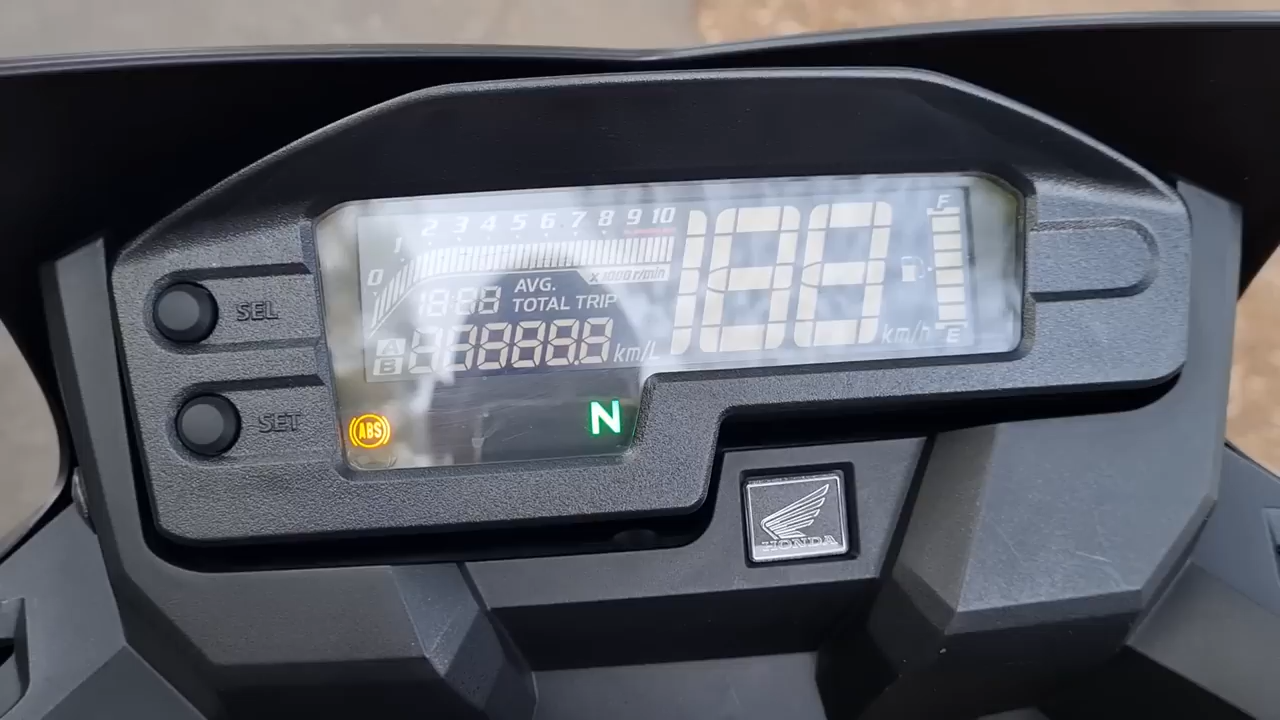 1 2 3 4 5 6 7 8 9 10
0
x 1000 r/min
18:88 AVG.
TOTAL TRIP
A
B
km/L
188
km/h
F
E
SEL
SET
ABS
N
HONDA